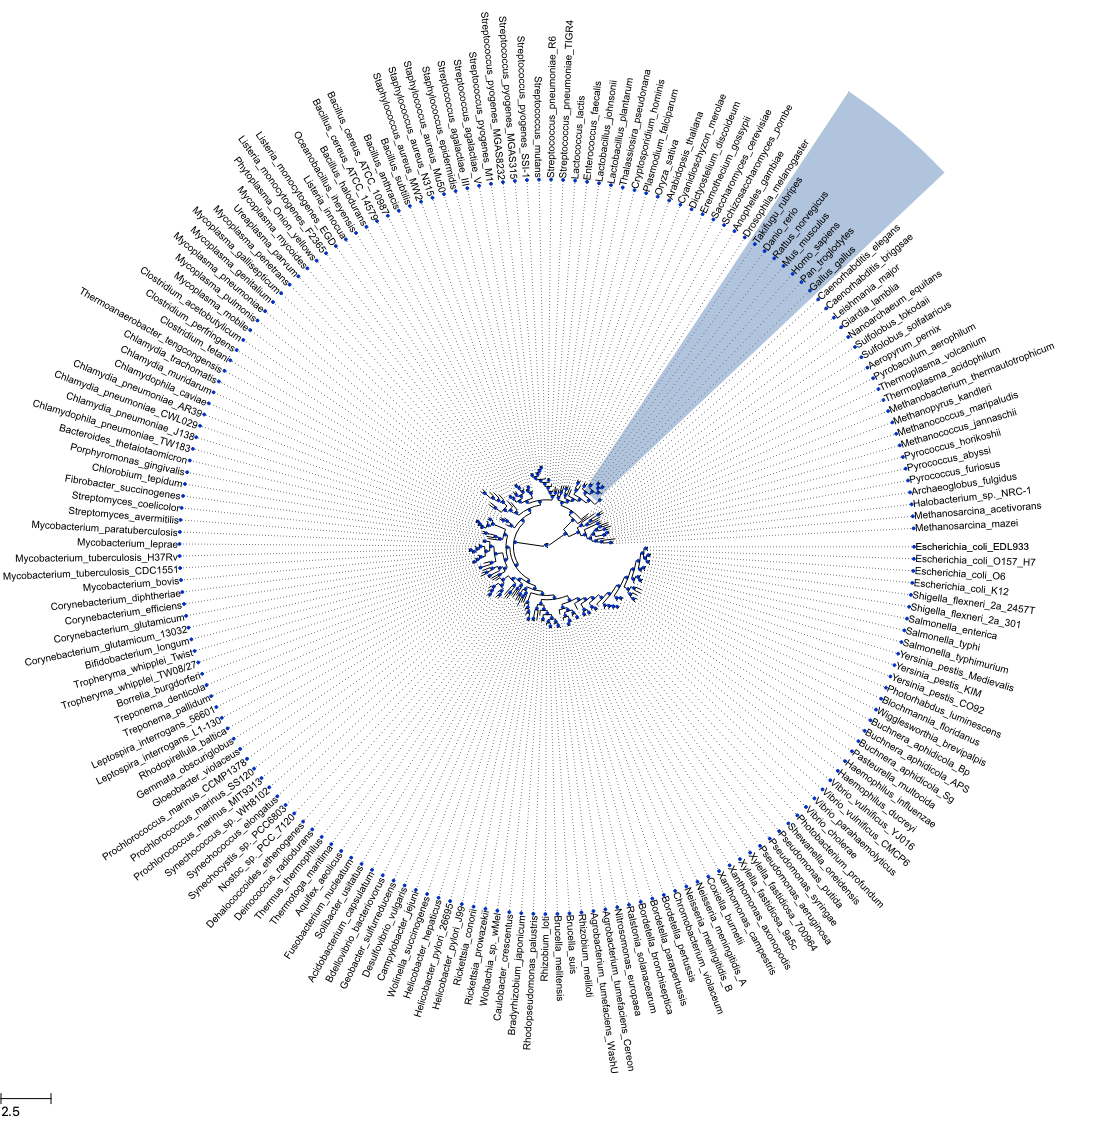 Streptococcus_pneumoniae_R6
Streptococcus_pneumoniae_TIGR4
Lactococcus_lactis
Enterococcus_faecalis
Lactobacillus_johnsonii
Lactobacillus_plantarum
Thalassiosira_pseudonana
Cryptosporidium_hominis
Plasmodium_falciparum
Oryza_sativa
Arabidopsis_thaliana
Cyanidioschyzon_merolae
Dictyostelium_discoideum
Eremothecium_gossypii
Saccharomyces_cerevisiae
Schizosaccharomyces_pombe
Anopheles_gambiae
Drosophila_melanogaster
Takifugu_rubripes
Danio_rerio
Rattus_norvegicus
Mus_musculus
Homo_sapiens
Pan_troglodytes
Gallus_gallus
Caenorhabditis_elegans
Caenorhabditis_briggsae
Leishmania_major
Giardia_lamblia
Nanoarchaeum_equitans
Sulfolobus_tokodaii
Sulfolobus_solfataricus
Aeropyrum_pernix
Pyrobaculum_aerophilum
Thermoplasma_volcanium
Thermoplasma_acidophilum
Methanobacterium_thermautotrophicum
Methanopyrus_kandleri
Methanococcus_maripaludis
Methanococcus_jannaschii
Pyrococcus_horikoshii
Pyrococcus_abyssi
Pyrococcus_furiosus
Archaeoglobus_fulgidus
Halobacterium_sp._NRC-1
Methanosarcina_acetivorans
Methanosarcina_mazei
Escherichia_coli_EDL933
Escherichia_coli_O157_H7
Escherichia_coli_O6
Escherichia_coli_K12
Shigella_flexneri_2a_2457T
Shigella_flexneri_2a_301
Salmonella_enterica
Salmonella_typhi
Salmonella_typhimurium
Yersinia_pestis_Medievalis
Yersinia_pestis_KIM
Yersinia_pestis_CO92
Photorhabdus_luminescens
Blochmannia_floridanus
Wigglesworthia_brevipalpis
Buchnera_aphidicola_Bp
Buchnera_aphidicola_APS
Buchnera_aphidicola_Sg
Pasteurella_multocida
Haemophilus_influenzae
Haemophilus_ducreyi
Vibrio_vulnificus_YJ016
Vibrio_vulnificus_CMCP6
Vibrio_parahaemolyticus
Vibrio_cholerae
Photobacterium_profundum
Shewanella_oneidensis
Pseudomonas_putida
Pseudomonas_syringae
Pseudomonas_aeruginosa
Xylella_fastidiosa_700964
Xylella_fastidiosa_9a5c
Xanthomonas_axonopodis
Xanthomonas_campestris
Coxiella_burnetii
Neisseria_meningitidis_A
Neisseria_meningitidis_B
Chromobacterium_violaceum
Bordetella_pertussis
Bordetella_parapertussis
Bordetella_bronchiseptica
Ralstonia_solanacearum
Nitrosomonas_europaea
Agrobacterium_tumefaciens_Cereon
Agrobacterium_tumefaciens_WashU
Rhizobium_meliloti
Brucella_suis
Brucella_melitensis
Rhizobium_loti
Rhodopseudomonas_palustris
Bradyrhizobium_japonicum
Caulobacter_crescentus
Wolbachia_sp._wMel
Rickettsia_prowazekii
Rickettsia_conorii
Helicobacter_pylori_J99
Helicobacter_pylori_26695
Helicobacter_hepaticus
Wolinella_succinogenes
Campylobacter_jejuni
Desulfovibrio_vulgaris
Geobacter_sulfurreducens
Bdellovibrio_bacteriovorus
Acidobacterium_capsulatum
Solibacter_usitatus
Fusobacterium_nucleatum
Aquifex_aeolicus
Thermotoga_maritima
Thermus_thermophilus
Deinococcus_radiodurans
Dehalococcoides_ethenogenes
Nostoc_sp._PCC_7120
Synechocystis_sp._PCC6803
Synechococcus_elongatus
Synechococcus_sp._WH8102
Prochlorococcus_marinus_MIT9313
Prochlorococcus_marinus_SS120
Prochlorococcus_marinus_CCMP1378
Gloeobacter_violaceus
Gemmata_obscuriglobus
Rhodopirellula_baltica
Leptospira_interrogans_L1-130
Leptospira_interrogans_56601
Treponema_pallidum
Treponema_denticola
Borrelia_burgdorferi
Tropheryma_whipplei_TW08/27
Tropheryma_whipplei_Twist
Bifidobacterium_longum
Corynebacterium_glutamicum_13032
Corynebacterium_glutamicum
Corynebacterium_efficiens
Corynebacterium_diphtheriae
Mycobacterium_bovis
Mycobacterium_tuberculosis_CDC1551
Mycobacterium_tuberculosis_H37Rv
Mycobacterium_leprae
Mycobacterium_paratuberculosis
Streptomyces_avermitilis
Streptomyces_coelicolor
Fibrobacter_succinogenes
Chlorobium_tepidum
Porphyromonas_gingivalis
Bacteroides_thetaiotaomicron
Chlamydophila_pneumoniae_TW183
Chlamydia_pneumoniae_J138
Chlamydia_pneumoniae_CWL029
Chlamydia_pneumoniae_AR39
Chlamydophila_caviae
Chlamydia_muridarum
Chlamydia_trachomatis
Thermoanaerobacter_tengcongensis
Clostridium_tetani
Clostridium_perfringens
Clostridium_acetobutylicum
Mycoplasma_mobile
Mycoplasma_pulmonis
Mycoplasma_pneumoniae
Mycoplasma_genitalium
Mycoplasma_gallisepticum
Mycoplasma_penetrans
Ureaplasma_parvum
Mycoplasma_mycoides
Phytoplasma_Onion_yellows
Listeria_monocytogenes_F2365
Listeria_monocytogenes_EGD
Listeria_innocua
Oceanobacillus_iheyensis
Bacillus_halodurans
Bacillus_cereus_ATCC_14579
Bacillus_cereus_ATCC_10987
Bacillus_anthracis
Bacillus_subtilis
Staphylococcus_aureus_MW2
Staphylococcus_aureus_N315
Staphylococcus_aureus_Mu50
Staphylococcus_epidermidis
Streptococcus_agalactiae_III
Streptococcus_agalactiae_V
Streptococcus_pyogenes_M1
Streptococcus_pyogenes_MGAS8232
Streptococcus_pyogenes_MGAS315
Streptococcus_pyogenes_SSI-1
Streptococcus_mutans
2.5